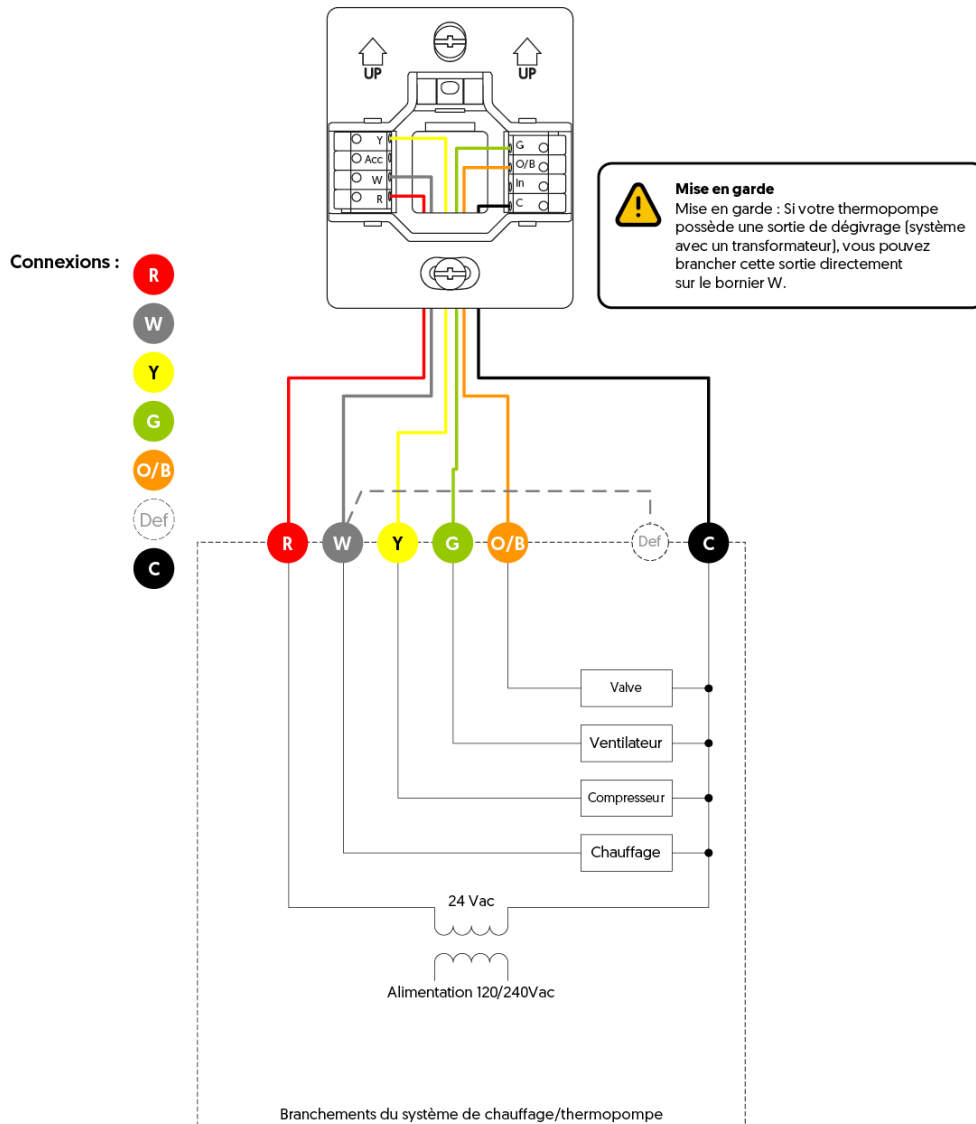 UP
UP
Y
Acc
W
R
G
O/B
In
C
Mise en garde
Mise en garde : Si votre thermopompe
possède une sortie de dégivrage (système
avec un transformateur), vous pouvez
brancher cette sortie directement
sur le bornier W.
Connexions :
R
W
Y
G
O/B
Def
C
R
W
Y
G
O/B
Def
C
Valve
Ventilateur
Compresseur
Chauffage
24 Vac
Alimentation 120/240Vac
Branchements du système de chauffage/thermopompe